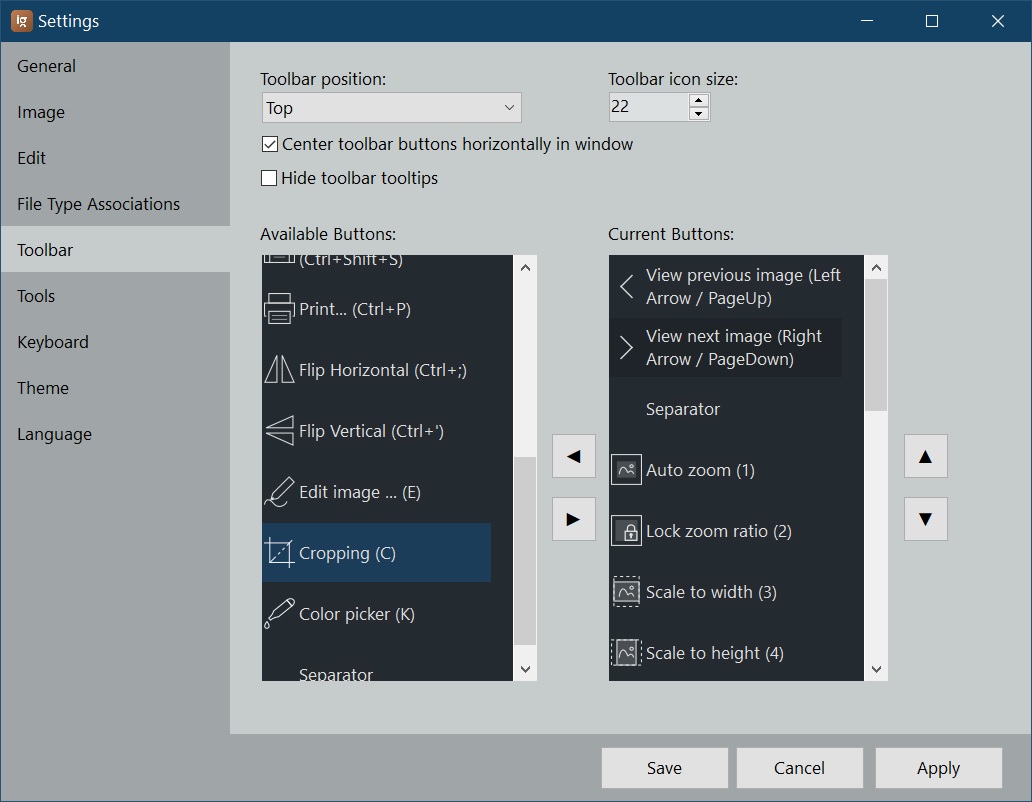 Settings
General
Image
Edit
File Type Associations
Toolbar
Tools
Keyboard
Theme
Language
Toolbar position:
Top
Toolbar icon size:
22
Center toolbar buttons horizontally in window
Hide toolbar tooltips
Available Buttons:
(Ctrl+Shift+S)
Print... (Ctrl+P)
Flip Horizontal (Ctrl+;)
Flip Vertical (Ctrl+')
Edit image ... (E)
Cropping (C)
Color picker (K)
Separator
Current Buttons:
View previous image (Left
Arrow / PageUp)
View next image (Right
Arrow / PageDown)
Separator
Auto zoom (1)
Lock zoom ratio (2)
Scale to width (3)
Scale to height (4)
Save
Cancel
Apply